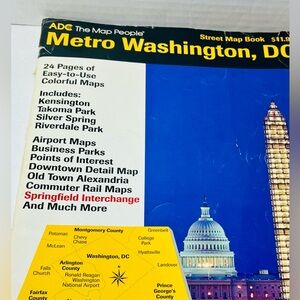 ADC The Map People®
Street Map Book $11.9
Metro Washington, DC
24 Pages of
Easy-to-Use
Colorful Maps
Includes:
Kensington
Takoma Park
Silver Spring
Riverdale Park
Airport Maps
Business Parks
Points of Interest
Downtown Detail Map
Old Town Alexandria
Commuter Rail Maps
Springfield Interchange
And Much More
Potomac
Montgomery County
Greenbelt
Chevy
Chase
College
Park
McLean
Washington, DC
Hyattsville
Falls
Church
Arlington
County
Landover
Ronald Reagan
Washington
National Airport
Fairfax
County
Prince
George's
County